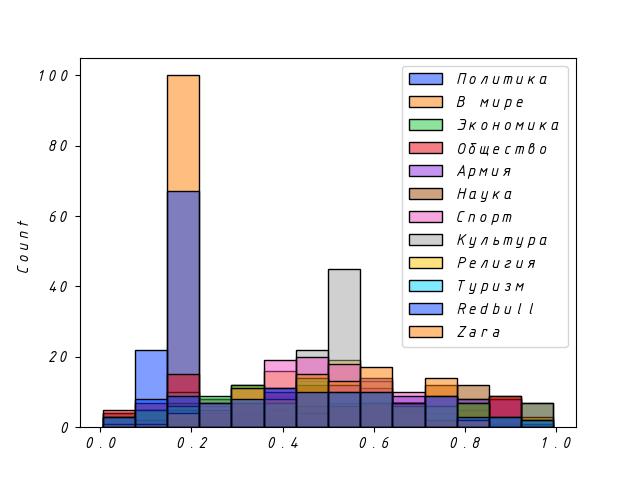 100
80
60
40
20
0
Count
0.0 0.2 0.4 0.6 0.8 1.0
Политика
В мире
Экономика
Общество
Армия
Наука
Спорт
Культура
Религия
Туризм
Redbull
Zara